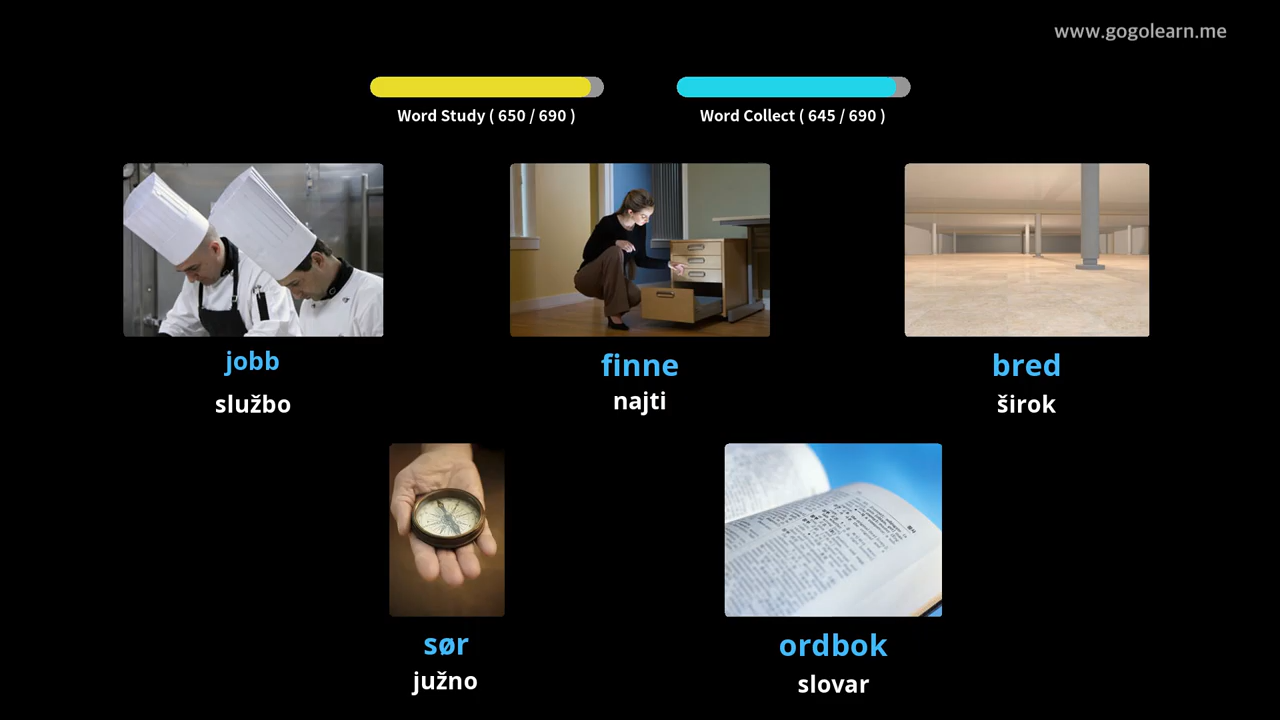 www.gogolearn.me
Word Study ( 650 / 690 )
Word Collect ( 645 / 690 )
jobb
finne
bred
službo
najti
širok
sør
ordbok
južno
slovar